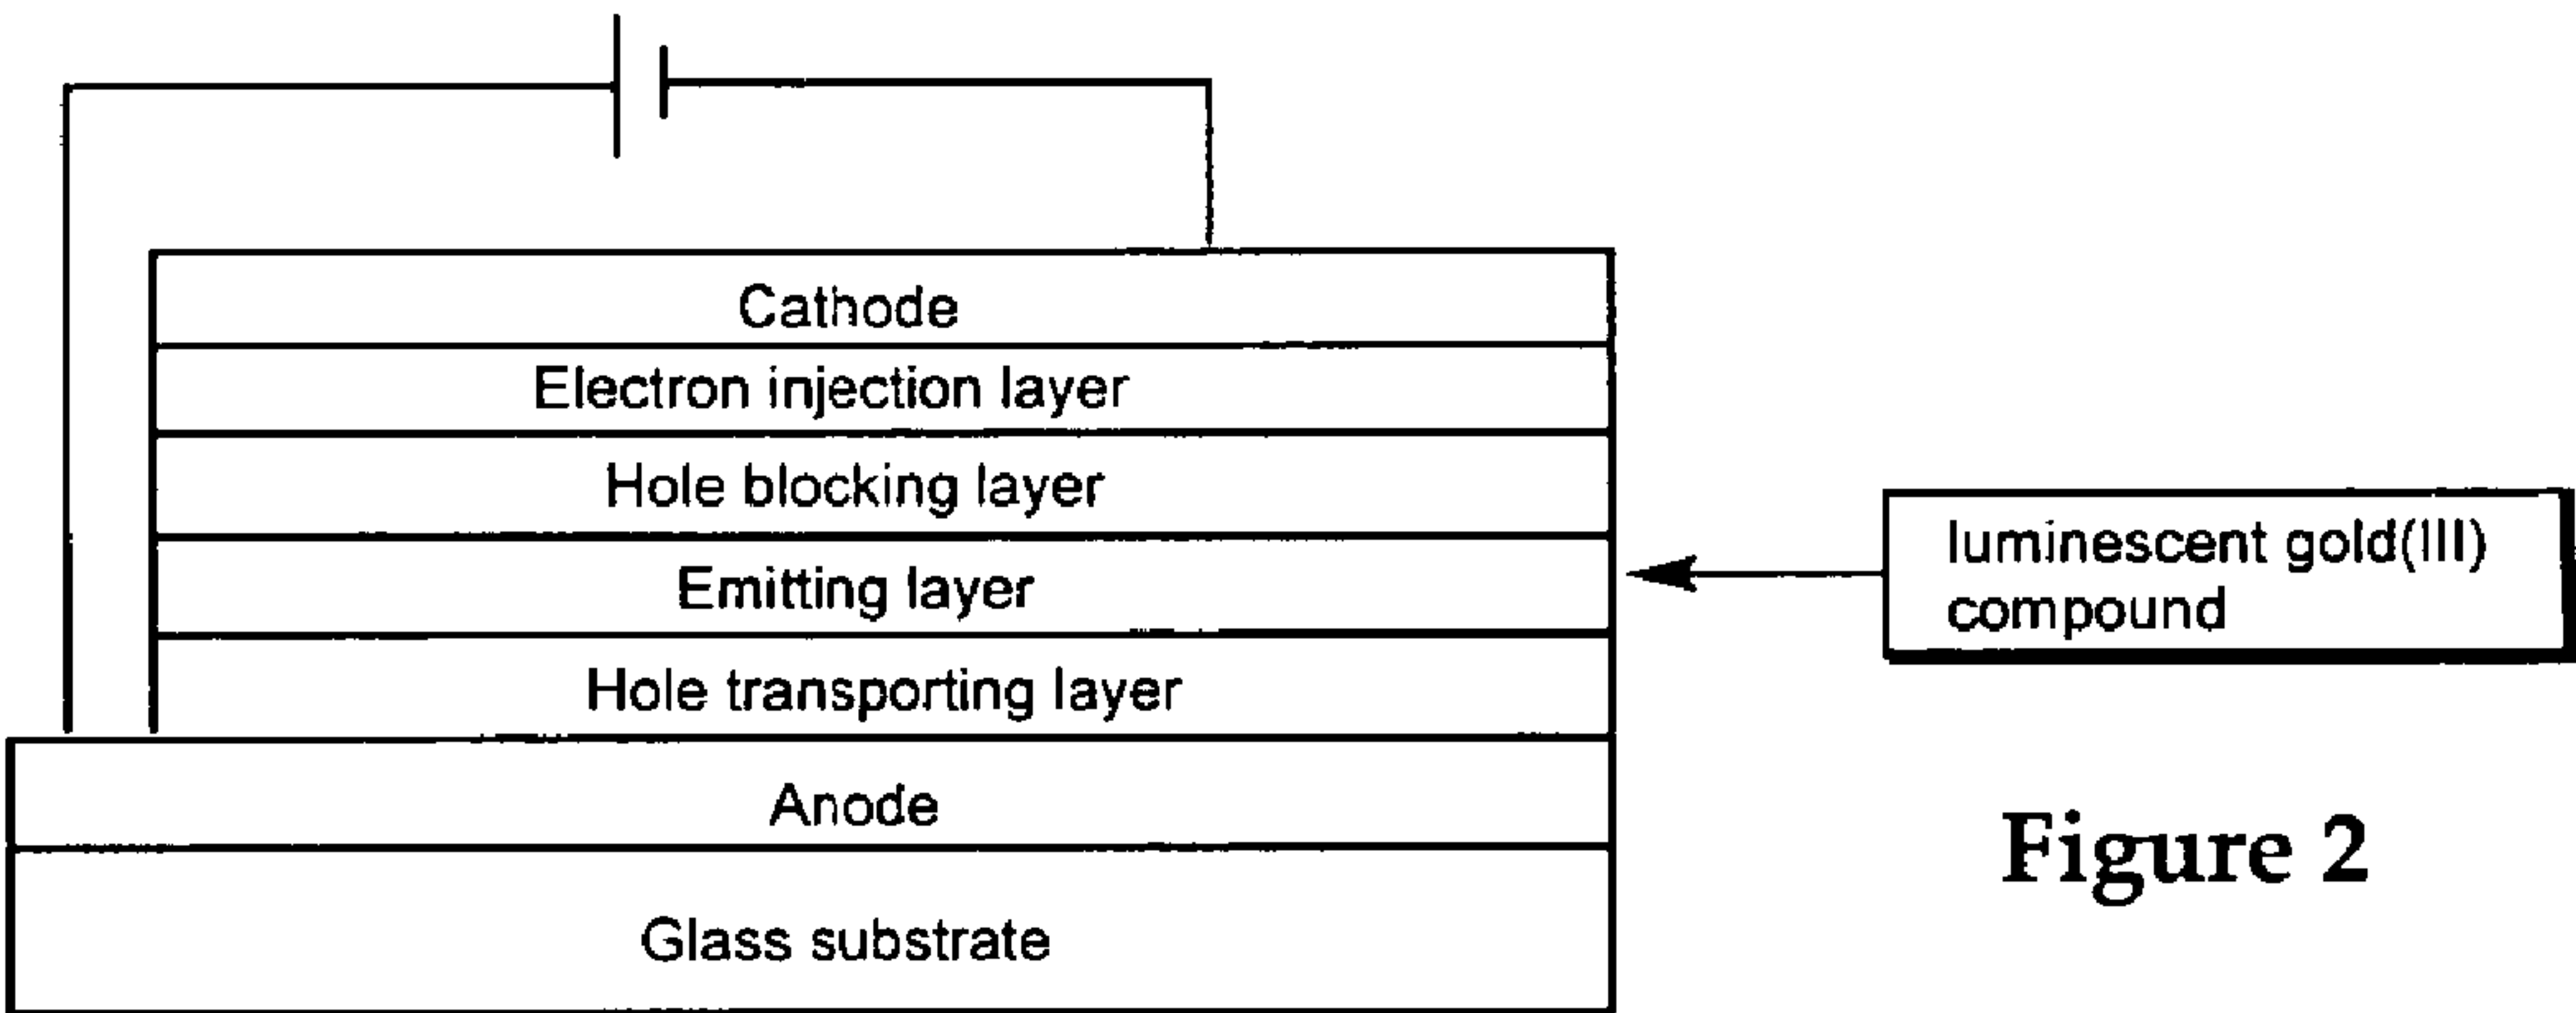 Cathode
Electron injection layer
Hole blocking layer
Emitting layer
Hole transporting layer
Anode
Glass substrate
luminescent gold(III)
compound
Figure 2